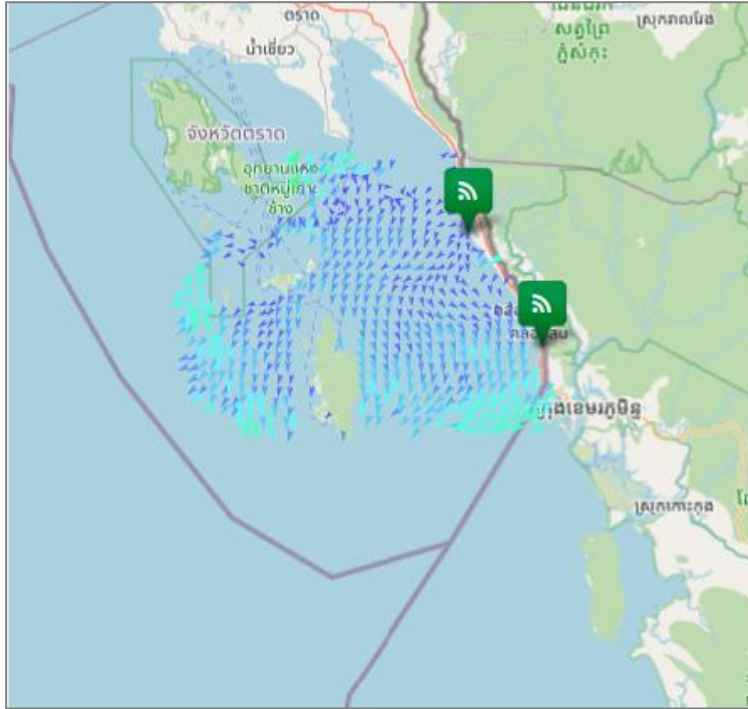 ตราด
น้ำเชี่ยว
សត្វព្រៃ
ភ្នំសំកុះ
ស្រុករាលែង
จังหวัดตราด
อุทยานแห่ง
ชาติหมู่เกาะ
ช้าง
ក្រុងខេមរភូមិន្ទ
ស្រុកកោះកុង